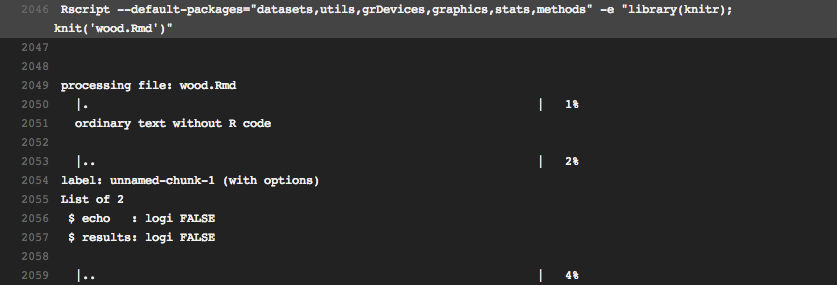 2046 Rscript --default-packages="datasets,utils,grDevices,graphics,stats,methods" -e "library(knitr);
knit('wood.Rmd')"
2047
2048
2049 processing file: wood.Rmd
2050 |. | 1%
2051 ordinary text without R code
2052
2053 |.. | 2%
2054 label: unnamed-chunk-1 (with options)
2055 List of 2
2056 $ echo : logi FALSE
2057 $ results: logi FALSE
2058
2059 |.. | 4%